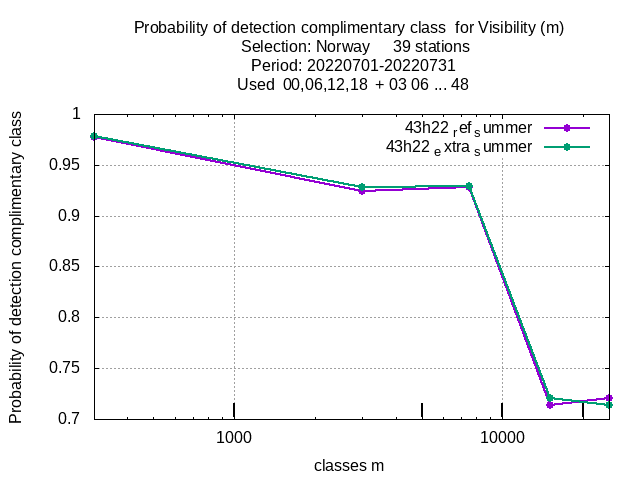 Probability of detection complimentary class  for Visibility (m)
Selection: Norway     39 stations
Period: 20220701-20220731
Used  00,06,12,18  + 03 06 ... 48
Probability of detection complimentary class
1
0.95
0.9
0.85
0.8
0.75
0.7
43h22 ref summer
43h22 extra summer
1000
10000
classes m